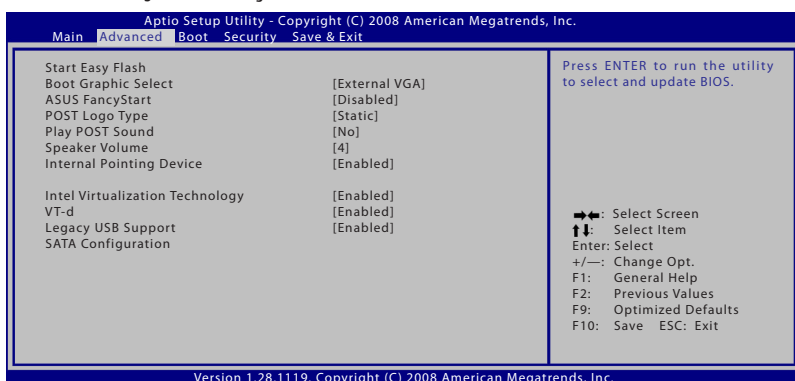 Aptio Setup Utility - Copyright (C) 2008 American Megatrends, Inc.
Main Advanced Boot Security Save & Exit
Start Easy Flash
Boot Graphic Select [External VGA]
ASUS FancyStart [Disabled]
POST Logo Type [Static]
Play POST Sound [No]
Speaker Volume [4]
Internal Pointing Device [Enabled]
Intel Virtualization Technology [Enabled]
VT-d [Enabled]
Legacy USB Support [Enabled]
SATA Configuration
Press ENTER to run the utility
to select and update BIOS.
➡⬅: Select Screen
⬆⬇: Select Item
Enter: Select
+/—: Change Opt.
F1: General Help
F2: Previous Values
F9: Optimized Defaults
F10: Save ESC: Exit
Version 1.28.1119. Copyright (C) 2008 American Megatrends, Inc.